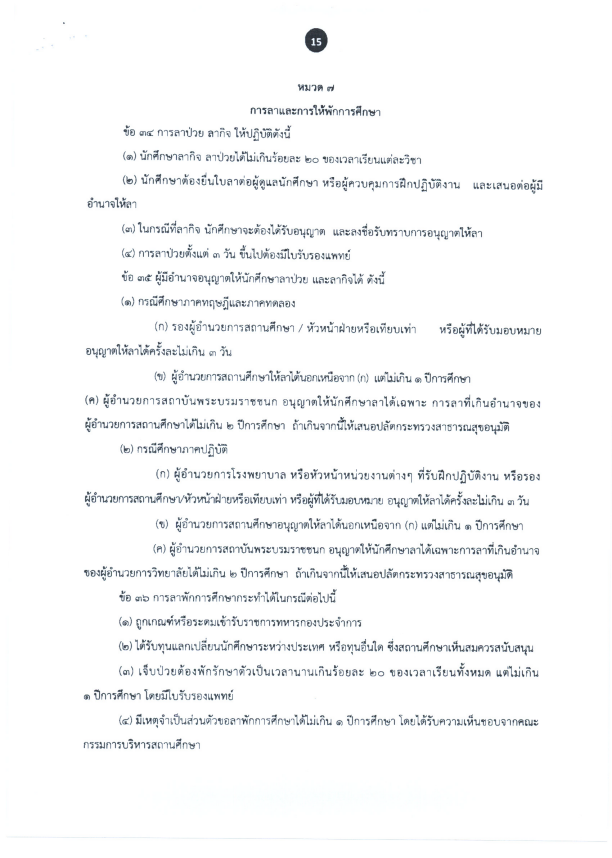 15
หมวด ๗
การลาและการให้พักการศึกษา
ข้อ ๓๔ การลาป่วย ลากิจ ให้ปฏิบัติดังนี้
(๑) นักศึกษาลากิจ ลาป่วยได้ไม่เกินร้อยละ ๒๐ ของเวลาเรียนแต่ละวิชา
(๒) นักศึกษาต้องยื่นใบลาต่อผู้ดูแลนักศึกษา หรือผู้ควบคุมการฝึกปฏิบัติงาน และเสนอต่อผู้มี
อำนาจให้ลา
(๓) ในกรณีที่ลากิจ นักศึกษาจะต้องได้รับอนุญาต และลงชื่อรับทราบการอนุญาตให้ลา
(๔) การลาป่วยตั้งแต่ ๓ วัน ขึ้นไปต้องมีใบรับรองแพทย์
ข้อ ๓๕ ผู้มีอำนาจอนุญาตให้นักศึกษาลาป่วย และลากิจได้ ดังนี้
(๑) กรณีศึกษาภาคทฤษฎีและภาคทดลอง
(ก) รองผู้อำนวยการสถานศึกษา / หัวหน้าฝ่ายหรือเทียบเท่า หรือผู้ที่ได้รับมอบหมาย
อนุญาตให้ลาได้ครั้งละไม่เกิน ๓ วัน
(ข) ผู้อำนวยการสถานศึกษาให้ลาได้นอกเหนือจาก (ก) แต่ไม่เกิน ๑ ปีการศึกษา
(ค) ผู้อำนวยการสถาบันพระบรมราชชนก อนุญาตให้นักศึกษาลาได้เฉพาะ การลาที่เกินอำนาจของ
ผู้อำนวยการสถานศึกษาได้ไม่เกิน ๒ ปีการศึกษา ถ้าเกินจากนี้ให้เสนอปลัดกระทรวงสาธารณสุขอนุมัติ
(๒) กรณีศึกษาภาคปฏิบัติ
(ก) ผู้อำนวยการโรงพยาบาล หรือหัวหน้าหน่วยงานต่างๆ ที่รับฝึกปฏิบัติงาน หรือรอง
ผู้อำนวยการสถานศึกษา/หัวหน้าฝ่ายหรือเทียบเท่า หรือผู้ที่ได้รับมอบหมาย อนุญาตให้ลาได้ครั้งละไม่เกิน ๓ วัน
(ข) ผู้อำนวยการสถานศึกษาอนุญาตให้ลาได้นอกเหนือจาก (ก) แต่ไม่เกิน ๑ ปีการศึกษา
(ค) ผู้อำนวยการสถาบันพระบรมราชชนก อนุญาตให้นักศึกษาลาได้เฉพาะการลาที่เกินอำนาจ
ของผู้อำนวยการวิทยาลัยได้ไม่เกิน ๒ ปีการศึกษา ถ้าเกินจากนี้ให้เสนอปลัดกระทรวงสาธารณสุขอนุมัติ
ข้อ ๓๖ การลาพักการศึกษากระทำได้ในกรณีต่อไปนี้
(๑) ถูกเกณฑ์หรือระดมเข้ารับราชการทหารกองประจำการ
(๒) ได้รับทุนแลกเปลี่ยนนักศึกษาระหว่างประเทศ หรือทุนอื่นใด ซึ่งสถานศึกษาเห็นสมควรสนับสนุน
(๓) เจ็บป่วยต้องพักรักษาตัวเป็นเวลานานเกินร้อยละ ๒๐ ของเวลาเรียนทั้งหมด แต่ไม่เกิน
๑ ปีการศึกษา โดยมีใบรับรองแพทย์
(๔) มีเหตุจำเป็นส่วนตัวขอลาพักการศึกษาได้ไม่เกิน ๑ ปีการศึกษา โดยได้รับความเห็นชอบจากคณะ
กรรมการบริหารสถานศึกษา